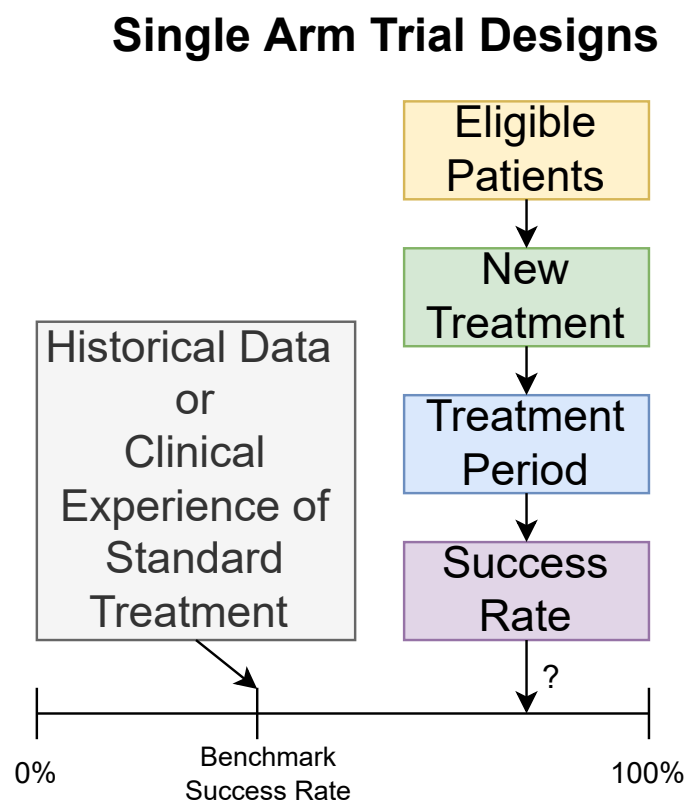 Single Arm Trial Designs
Eligible
Patients
New
Treatment
Treatment
Period
Success
Rate
Historical Data
or
Clinical
Experience of
Standard
Treatment
?
0%
Benchmark
Success Rate
100%